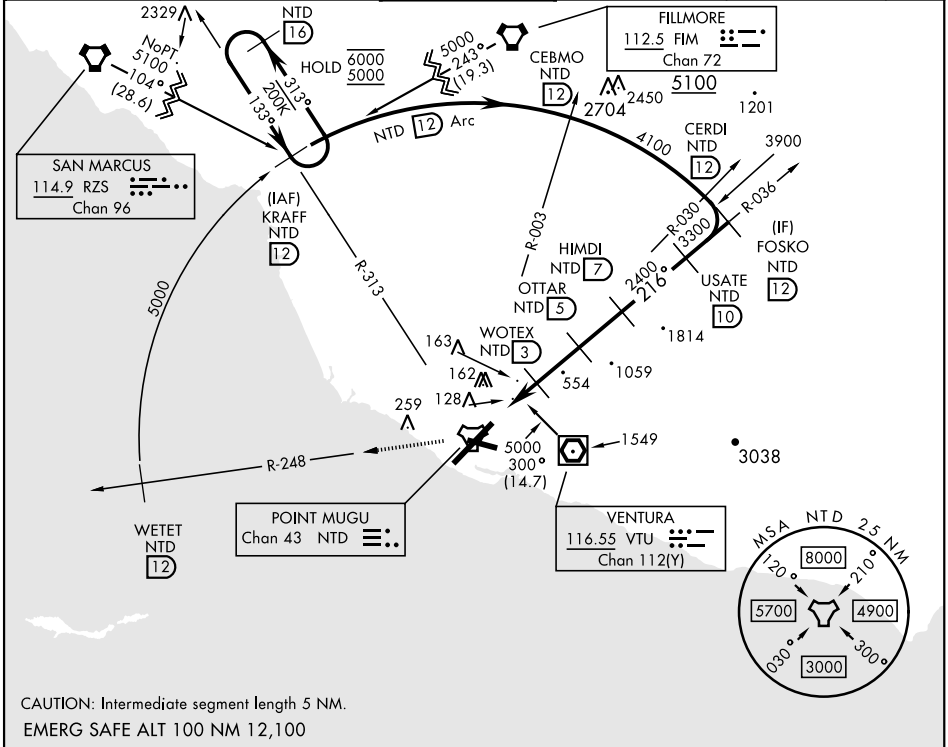 2329
NoPT
5100
104°
(28.6)
NTD
16
HOLD
6000
5000
313°
133°
200K
5000
243°
(19.3)
FILLMORE
112.5 FIM
Chan 72
CEBMO
NTD
12
2704
2450
5100
1201
NTD 12 Arc
4100
CERDI
NTD
12
3900
SAN MARCUS
114.9 RZS
Chan 96
(IAF)
KRAFF
NTD
12
R-030
R-036
3300
(IF)
FOSKO
NTD
12
R-003
R-313
HIMDI
NTD 7
2400
216°
USATE
NTD
10
OTTAR
NTD 5
5000
WOTEX
NTD 3
1814
163
162
554
1059
128
259
5000
300°
(14.7)
1549
3038
R-248
WETET
NTD
12
POINT MUGU
Chan 43 NTD
VENTURA
116.55 VTU
Chan 112(Y)
MSA NTD 25 NM
120°
8000
210°
5700
4900
030°
3000
300°
CAUTION: Intermediate segment length 5 NM.
EMERG SAFE ALT 100 NM 12,100